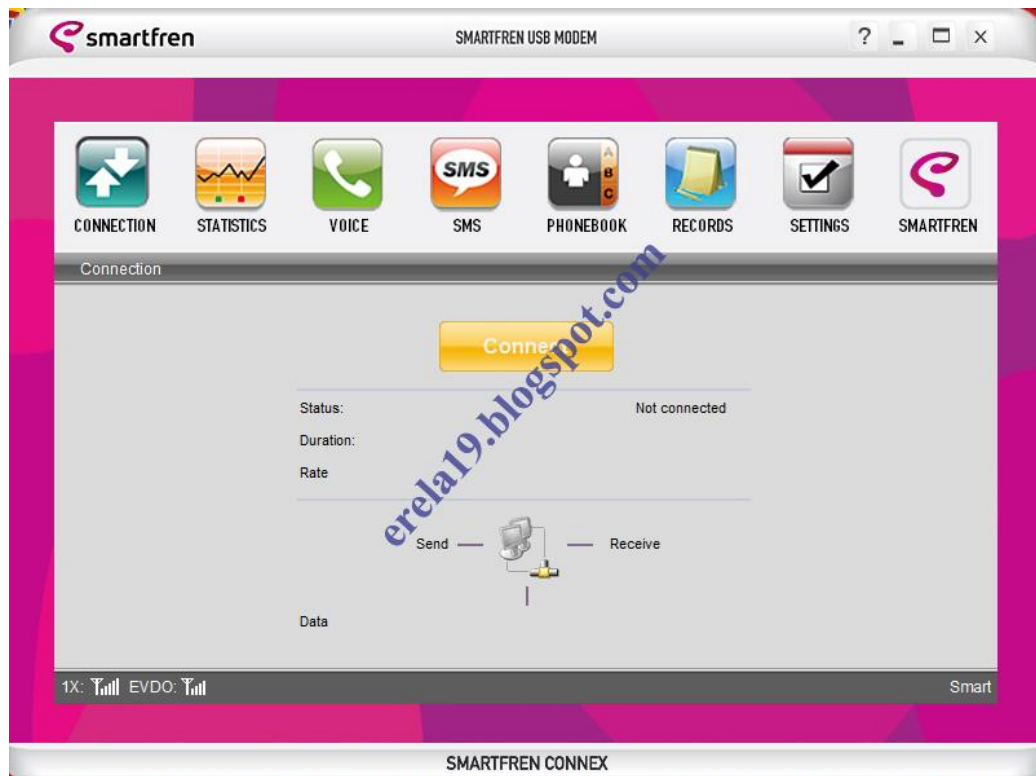 smartfren
SMARTFREN USB MODEM
?
X
SMS
A
B
C
CONNECTION
STATISTICS
VOICE
SMS
PHONEBOOK
RECORDS
SETTINGS
SMARTFREN
Connection
Connect
Status:
Not connected
Duration:
Rate
Send
Receive
Data
erela19.blogspot.com
1X:
EVDO:
Smart
SMARTFREN CONNEX